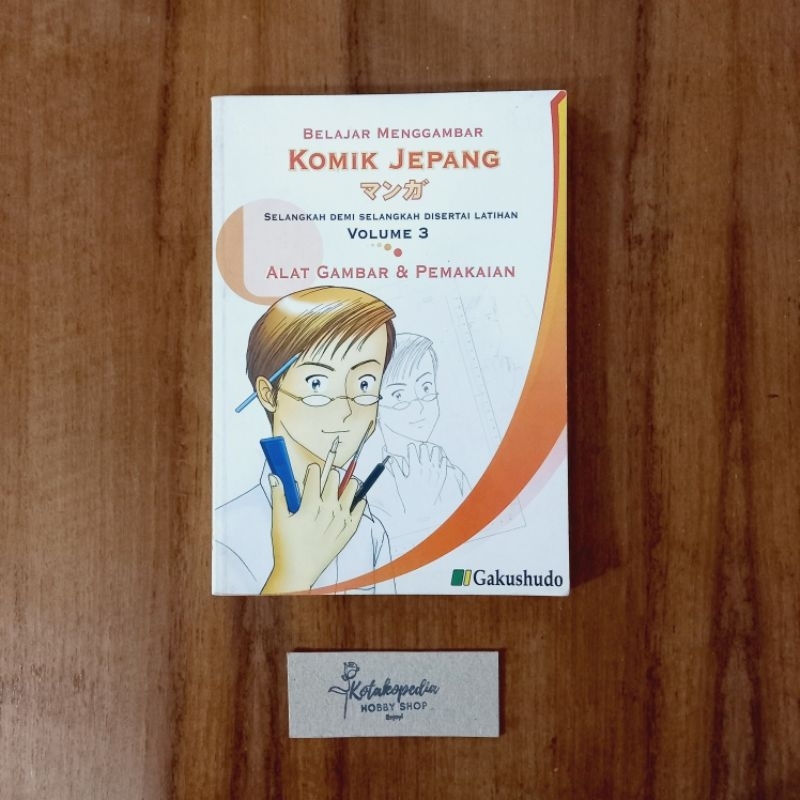 BELAJAR MENGGAMBAR
KOMIK JEPANG
マンガ
SELANGKAH DEMI SELANGKAH DISERTAI LATIHAN
VOLUME 3
ALAT GAMBAR & PEMAKAIAN
Gakushudo
Kotakopedia
HOBBY SHOP
Enjoy!